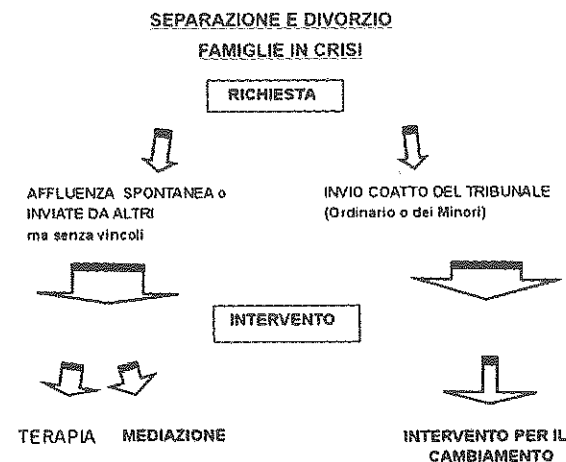 SEPARAZIONE E DIVORZIO
FAMIGLIE IN CRISI
RICHIESTA
AFFLUENZA SPONTANEA o
INVIATE DA ALTRI
ma senza vincoli
INVIO COATTO DEL TRIBUNALE
(Ordinario o dei Minori)
INTERVENTO
TERAPIA
MEDIAZIONE
INTERVENTO PER IL
CAMBIAMENTO